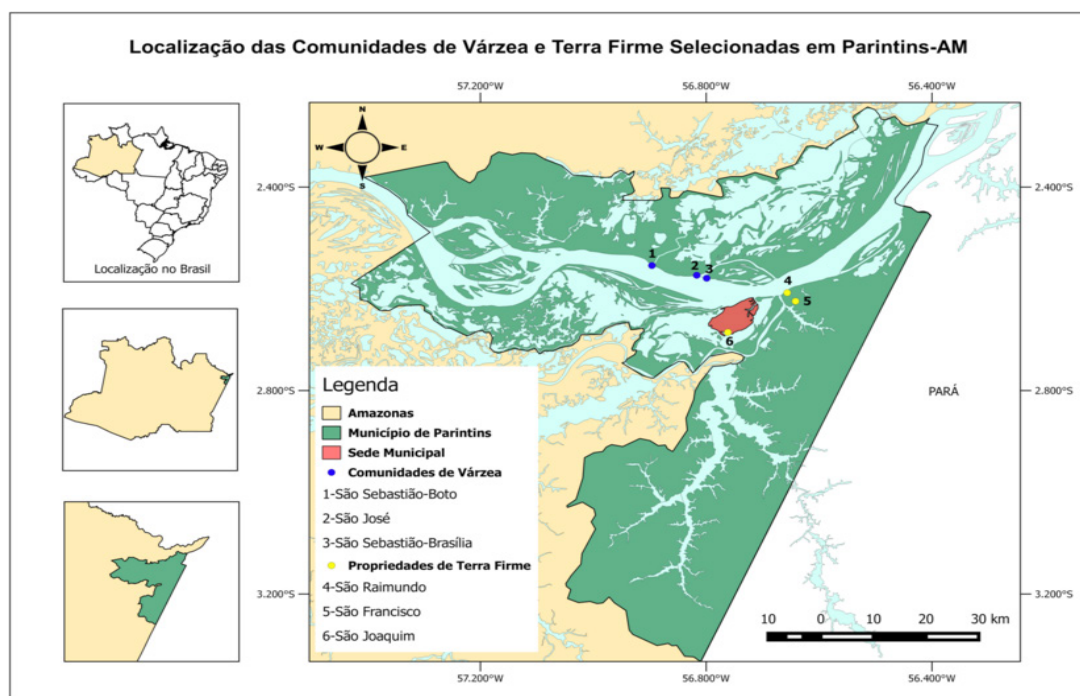 Localização das Comunidades de Várzea e Terra Firme Selecionadas em Parintins-AM
57.200°W
56.800°W
56.400°W
N
W
E
S
Localização no Brasil
2.400°S
2.400°S
1
2
3
4
5
6
2.800°S
2.800°S
PARÁ
Legenda
Amazonas
Município de Parintins
Sede Municipal
Comunidades de Várzea
1-São Sebastião-Boto
2-São José
3-São Sebastião-Brasília
Propriedades de Terra Firme
4-São Raimundo
5-São Francisco
6-São Joaquim
3.200°S
3.200°S
10 0 10 20 30 km
57.200°W
56.800°W
56.400°W